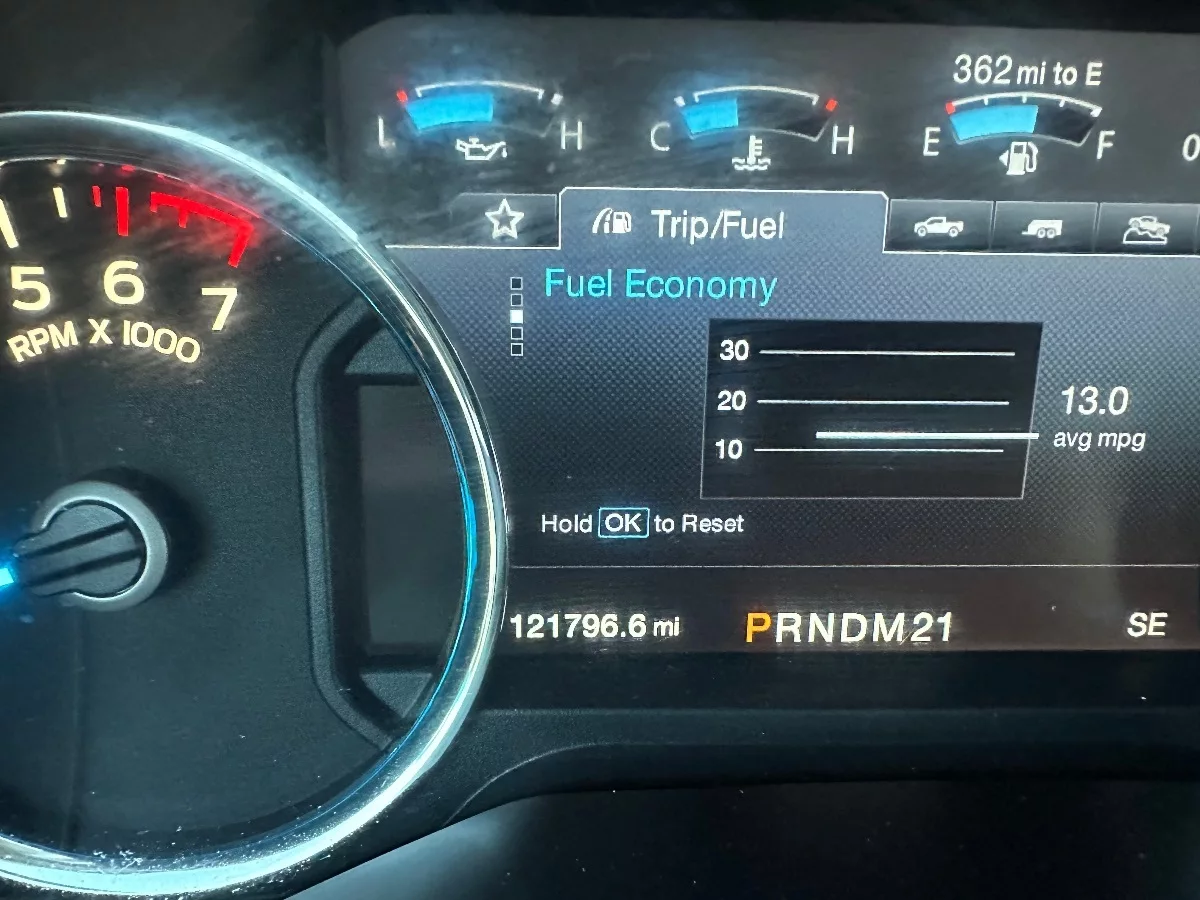 362 mi to E
L H
C H
E F
0
Trip/Fuel
Fuel Economy
5 6 7
RPM X 1000
30
20
10
13.0
avg mpg
Hold OK to Reset
121796.6 mi
PRNDM21
SE